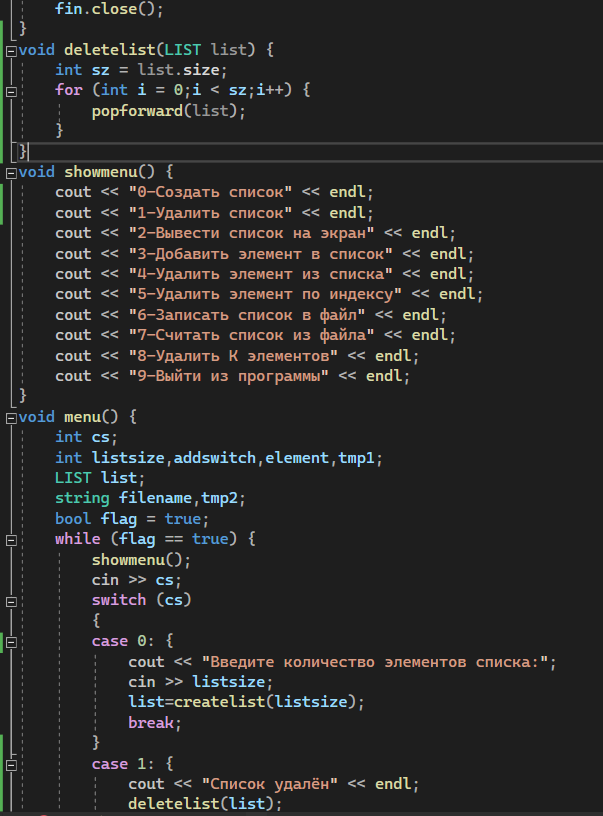 fin.close();
}
void deletelist(LIST list) {
    int sz = list.size;
    for (int i = 0;i < sz;i++) {
        popforward(list);
    }
}
void showmenu() {
    cout << "0-Создать список" << endl;
    cout << "1-Удалить список" << endl;
    cout << "2-Вывести список на экран" << endl;
    cout << "3-Добавить элемент в список" << endl;
    cout << "4-Удалить элемент из списка" << endl;
    cout << "5-Удалить элемент по индексу" << endl;
    cout << "6-Записать список в файл" << endl;
    cout << "7-Считать список из файла" << endl;
    cout << "8-Удалить К элементов" << endl;
    cout << "9-Выйти из программы" << endl;
}
void menu() {
    int cs;
    int listsize,addswitch,element,tmp1;
    LIST list;
    string filename,tmp2;
    bool flag = true;
    while (flag == true) {
        showmenu();
        cin >> cs;
        switch (cs)
        {
        case 0: {
            cout << "Введите количество элементов списка:";
            cin >> listsize;
            list=createlist(listsize);
            break;
        }
        case 1: {
            cout << "Список удалён" << endl;
            deletelist(list);